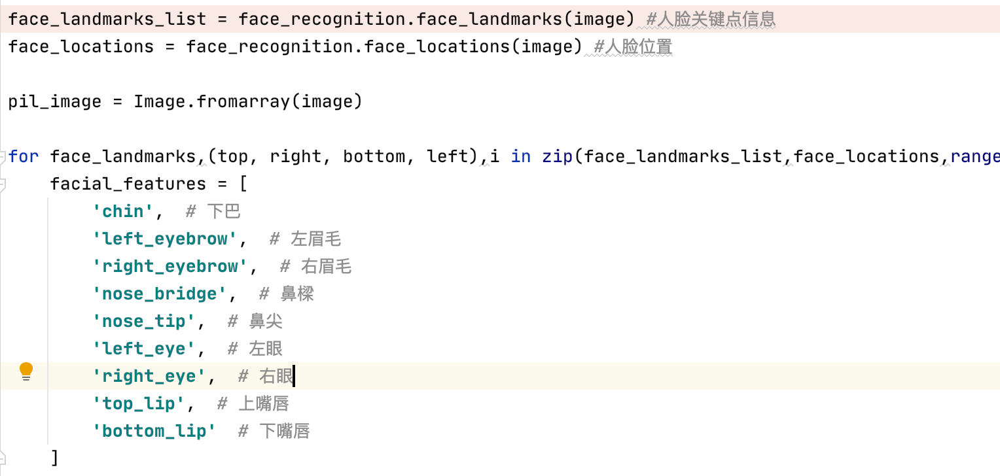 face_landmarks_list = face_recognition.face_landmarks(image) #人脸关键点信息
face_locations = face_recognition.face_locations(image) #人脸位置
pil_image = Image.fromarray(image)
for face_landmarks,(top, right, bottom, left),i in zip(face_landmarks_list,face_locations,range
    facial_features = [
        'chin',  # 下巴
        'left_eyebrow',  # 左眉毛
        'right_eyebrow',  # 右眉毛
        'nose_bridge',  # 鼻樑
        'nose_tip',  # 鼻尖
        'left_eye',  # 左眼
        'right_eye',  # 右眼
        'top_lip',  # 上嘴唇
        'bottom_lip'  # 下嘴唇
    ]